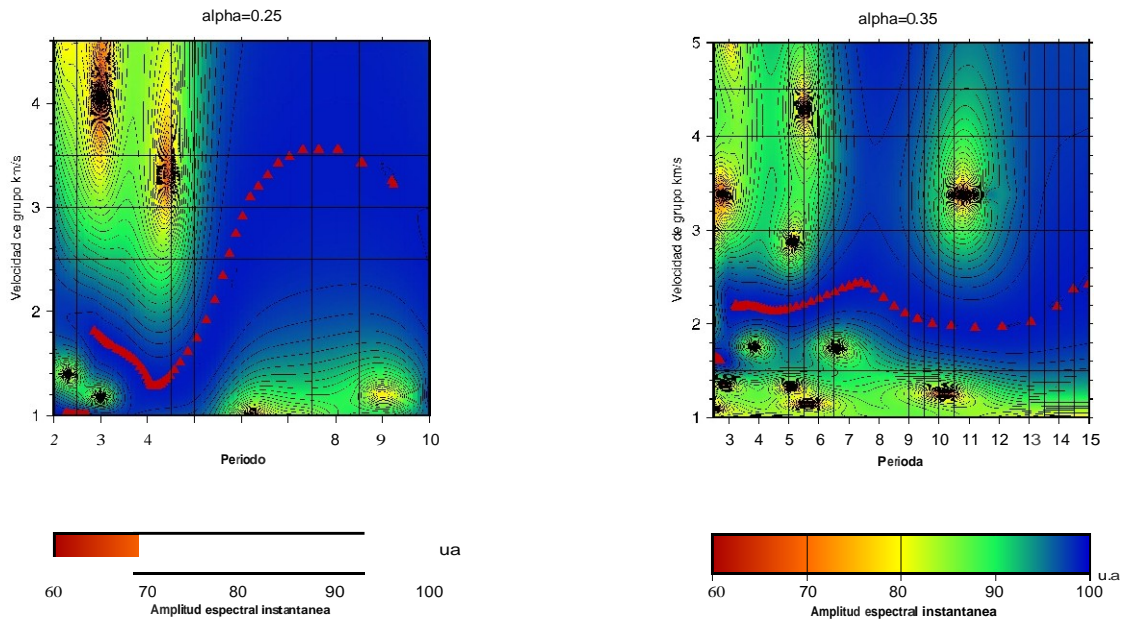 alpha=0.25
4
3
2
1
Velocidad ce grupo km/s
2 3 4 8 9 10
Periodo
ua
60 70 80 90 100
Amplitud espectral instantanea
alpha=0.35
5
4
3
2
1
Velocidad de grupo km/s
3 4 5 6 7 8 9 10 11 12 13 14 15
Perioda
u.a
60 70 80 90 100
Amplitud espectral instantanea